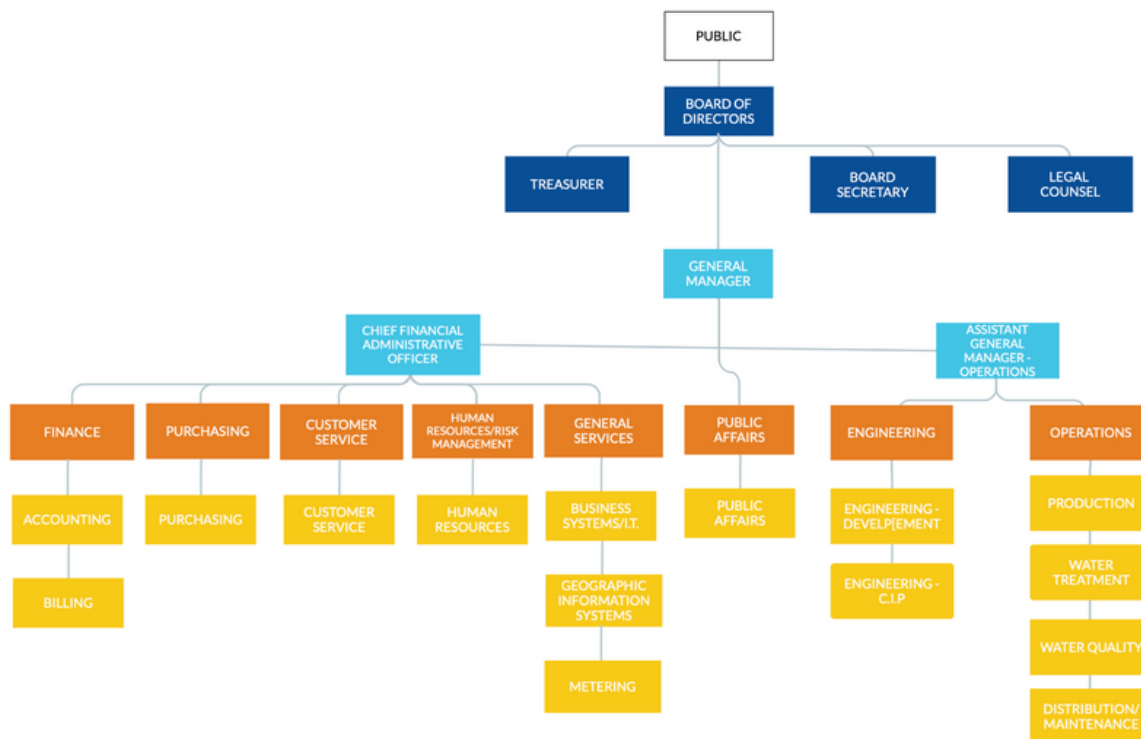 PUBLIC
BOARD OF
DIRECTORS
TREASURER
BOARD
SECRETARY
LEGAL
COUNSEL
GENERAL
MANAGER
CHIEF FINANCIAL
ADMINISTRATIVE
OFFICER
ASSISTANT
GENERAL
MANAGER -
OPERATIONS
FINANCE
PURCHASING
CUSTOMER
SERVICE
HUMAN
RESOURCES/RISK
MANAGEMENT
GENERAL
SERVICES
PUBLIC
AFFAIRS
ENGINEERING
OPERATIONS
ACCOUNTING
PURCHASING
CUSTOMER
SERVICE
HUMAN
RESOURCES
BUSINESS
SYSTEMS/I.T.
PUBLIC
AFFAIRS
ENGINEERING -
DEVELP[EMENT
PRODUCTION
BILLING
GEOGRAPHIC
INFORMATION
SYSTEMS
ENGINEERING -
C.I.P
WATER
TREATMENT
METERING
WATER QUALITY
DISTRIBUTION/
MAINTENANCE